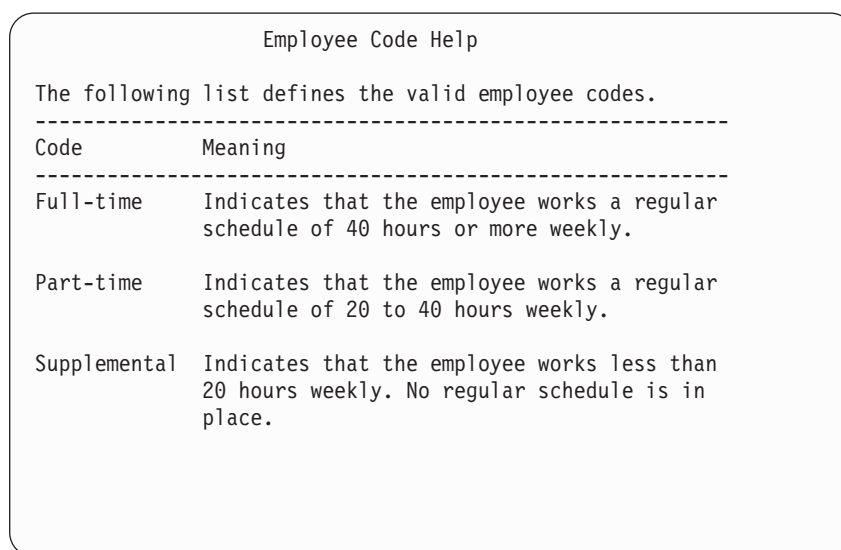 Employee Code Help
The following list defines the valid employee codes.
----------------------------------------------------------
Code Meaning
----------------------------------------------------------
Full-time Indicates that the employee works a regular
schedule of 40 hours or more weekly.
Part-time Indicates that the employee works a regular
schedule of 20 to 40 hours weekly.
Supplemental Indicates that the employee works less than
20 hours weekly. No regular schedule is in
place.